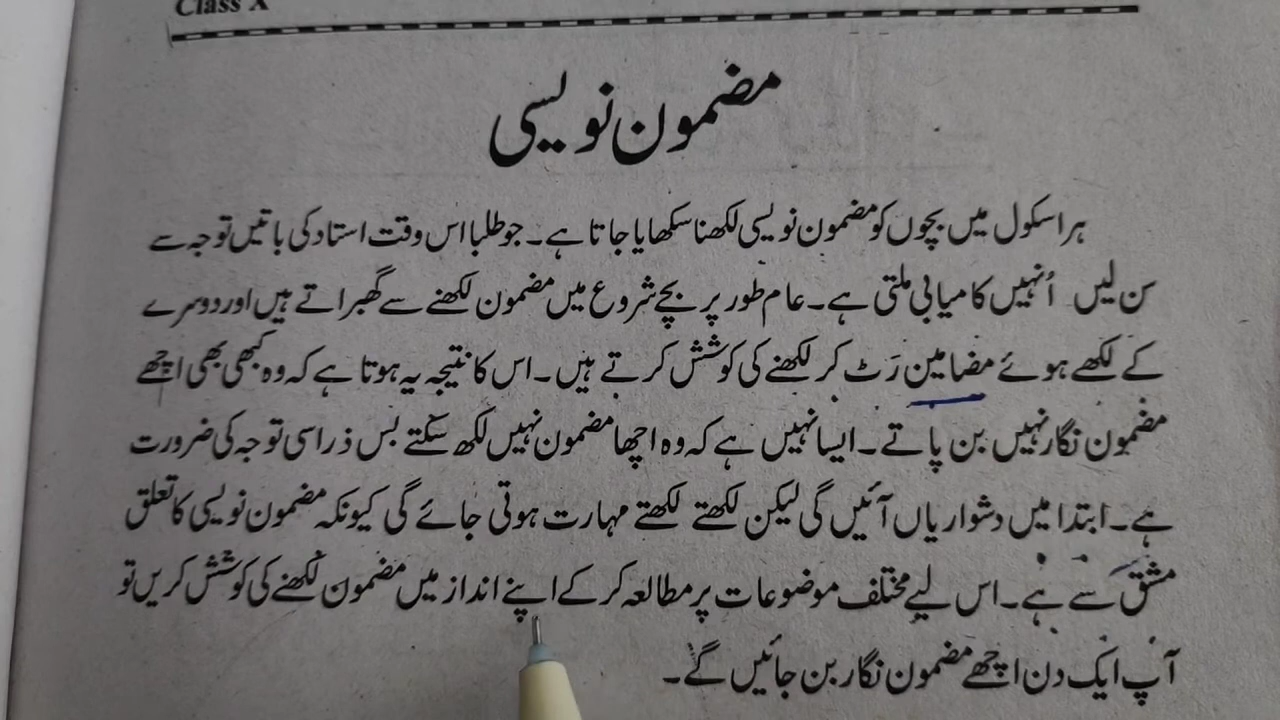 Class X
مضمون نویسی
ہر اسکول میں بچوں کو مضمون نویسی لکھنا سکھایا جاتا ہے۔ جو طلبا اس وقت استاد کی باتیں توجہ سے
سن لیں اُنہیں کامیابی ملتی ہے۔ عام طور پر بچے شروع میں مضمون لکھنے سے گھبراتے ہیں اور دوسرے
کے لکھے ہوئے مضامین رَٹ کر لکھنے کی کوشش کرتے ہیں۔ اس کا نتیجہ یہ ہوتا ہے کہ وہ کبھی بھی اچھے
مضمون نگار نہیں بن پاتے۔ ایسا نہیں ہے کہ وہ اچھا مضمون نہیں لکھ سکتے بس ذرا سی توجہ کی ضرورت
ہے۔ ابتدا میں دشواریاں آئیں گی لیکن لکھتے لکھتے مہارت ہوتی جائے گی کیونکہ مضمون نویسی کا تعلق
مشق سے ہے۔ اس لیے مختلف موضوعات پر مطالعہ کر کے اپنے انداز میں مضمون لکھنے کی کوشش کریں تو
آپ ایک دن اچھے مضمون نگار بن جائیں گے۔